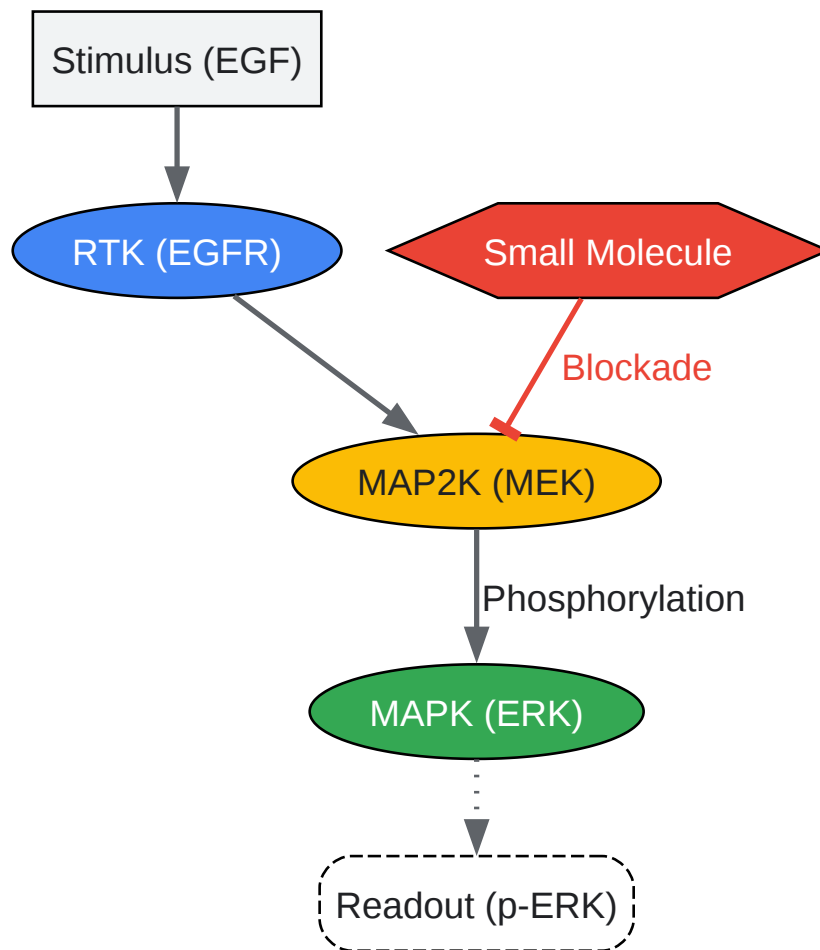 Stimulus (EGF)
RTK (EGFR)
Small Molecule
Blockade
MAP2K (MEK)
Phosphorylation
MAPK (ERK)
Readout (p-ERK)